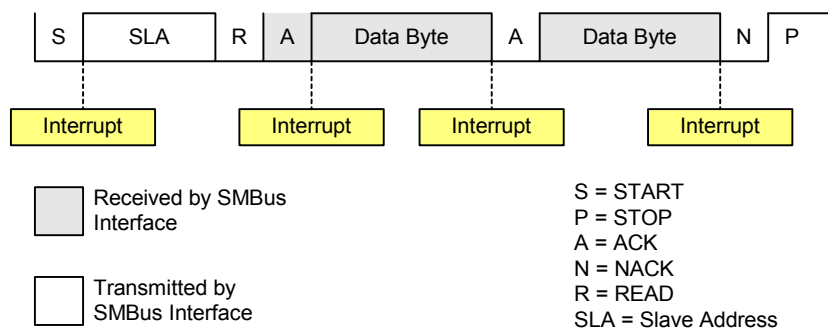 S SLA R A Data Byte A Data Byte N P
Interrupt Interrupt Interrupt Interrupt
Received by SMBus
Interface
Transmitted by
SMBus Interface
S = START
P = STOP
A = ACK
N = NACK
R = READ
SLA = Slave Address